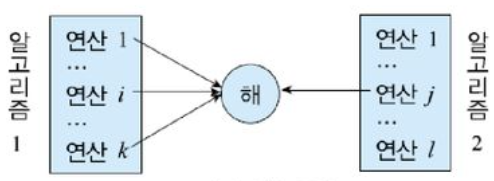 알고리즘 1
연산 1
...
연산 i
...
연산 k
해
연산 1
...
연산 j
...
연산 l
알고리즘 2